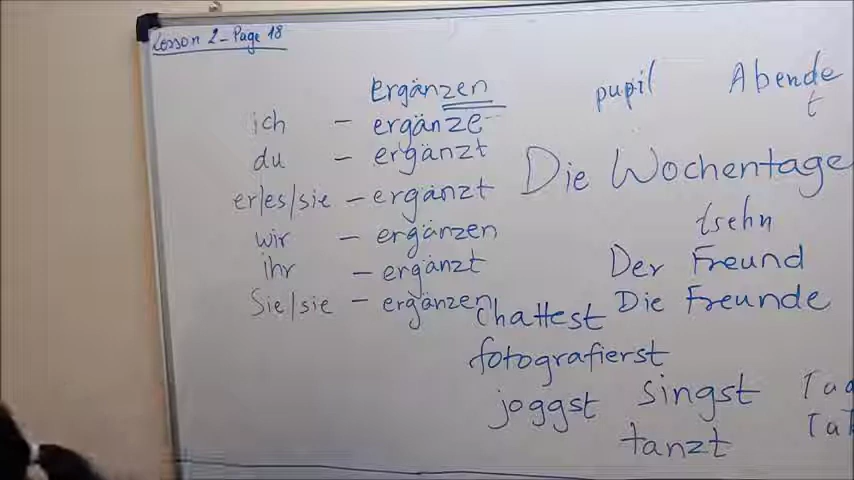 Lesson 2 - Page 18
ergänzen
ich - ergänze
du - ergänzt
er/es/sie - ergänzt
wir - ergänzen
ihr - ergänzt
Sie/sie - ergänzen
pupil
Abende
t
Die Wochentage
tsehn
Der Freund
Die Freunde
chattest
fotografierst
joggst
singst
tanzt